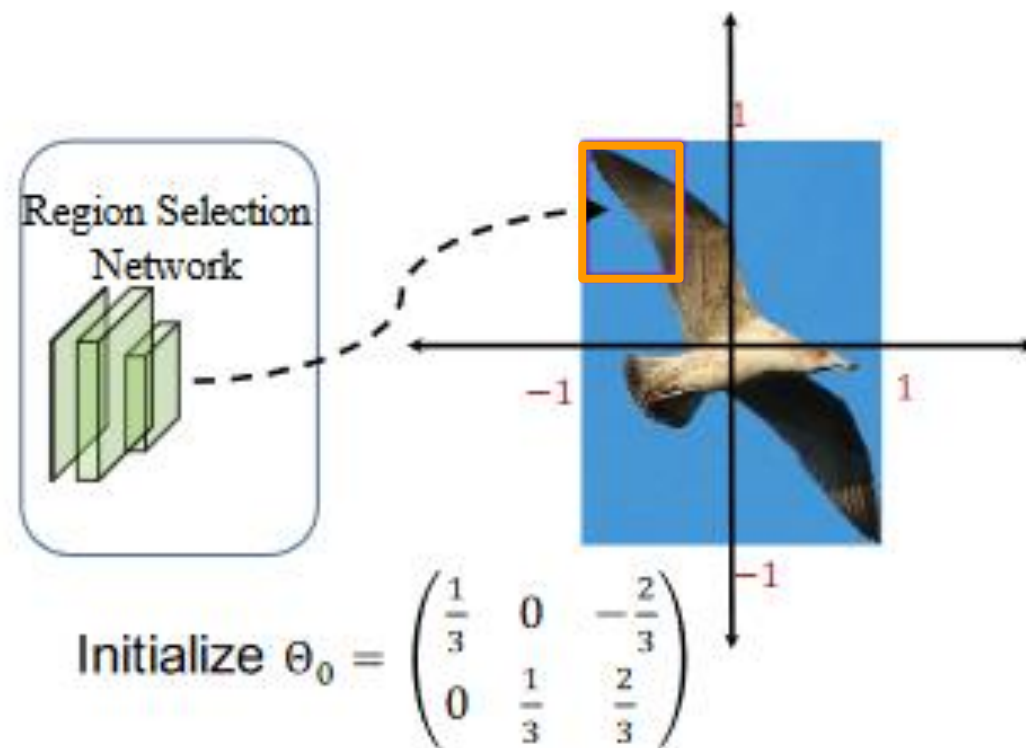 1
Region Selection
Network
−1
1
−1
Initialize Θ₀ = ( 1/3 0 −2/3
0 1/3 2/3 )